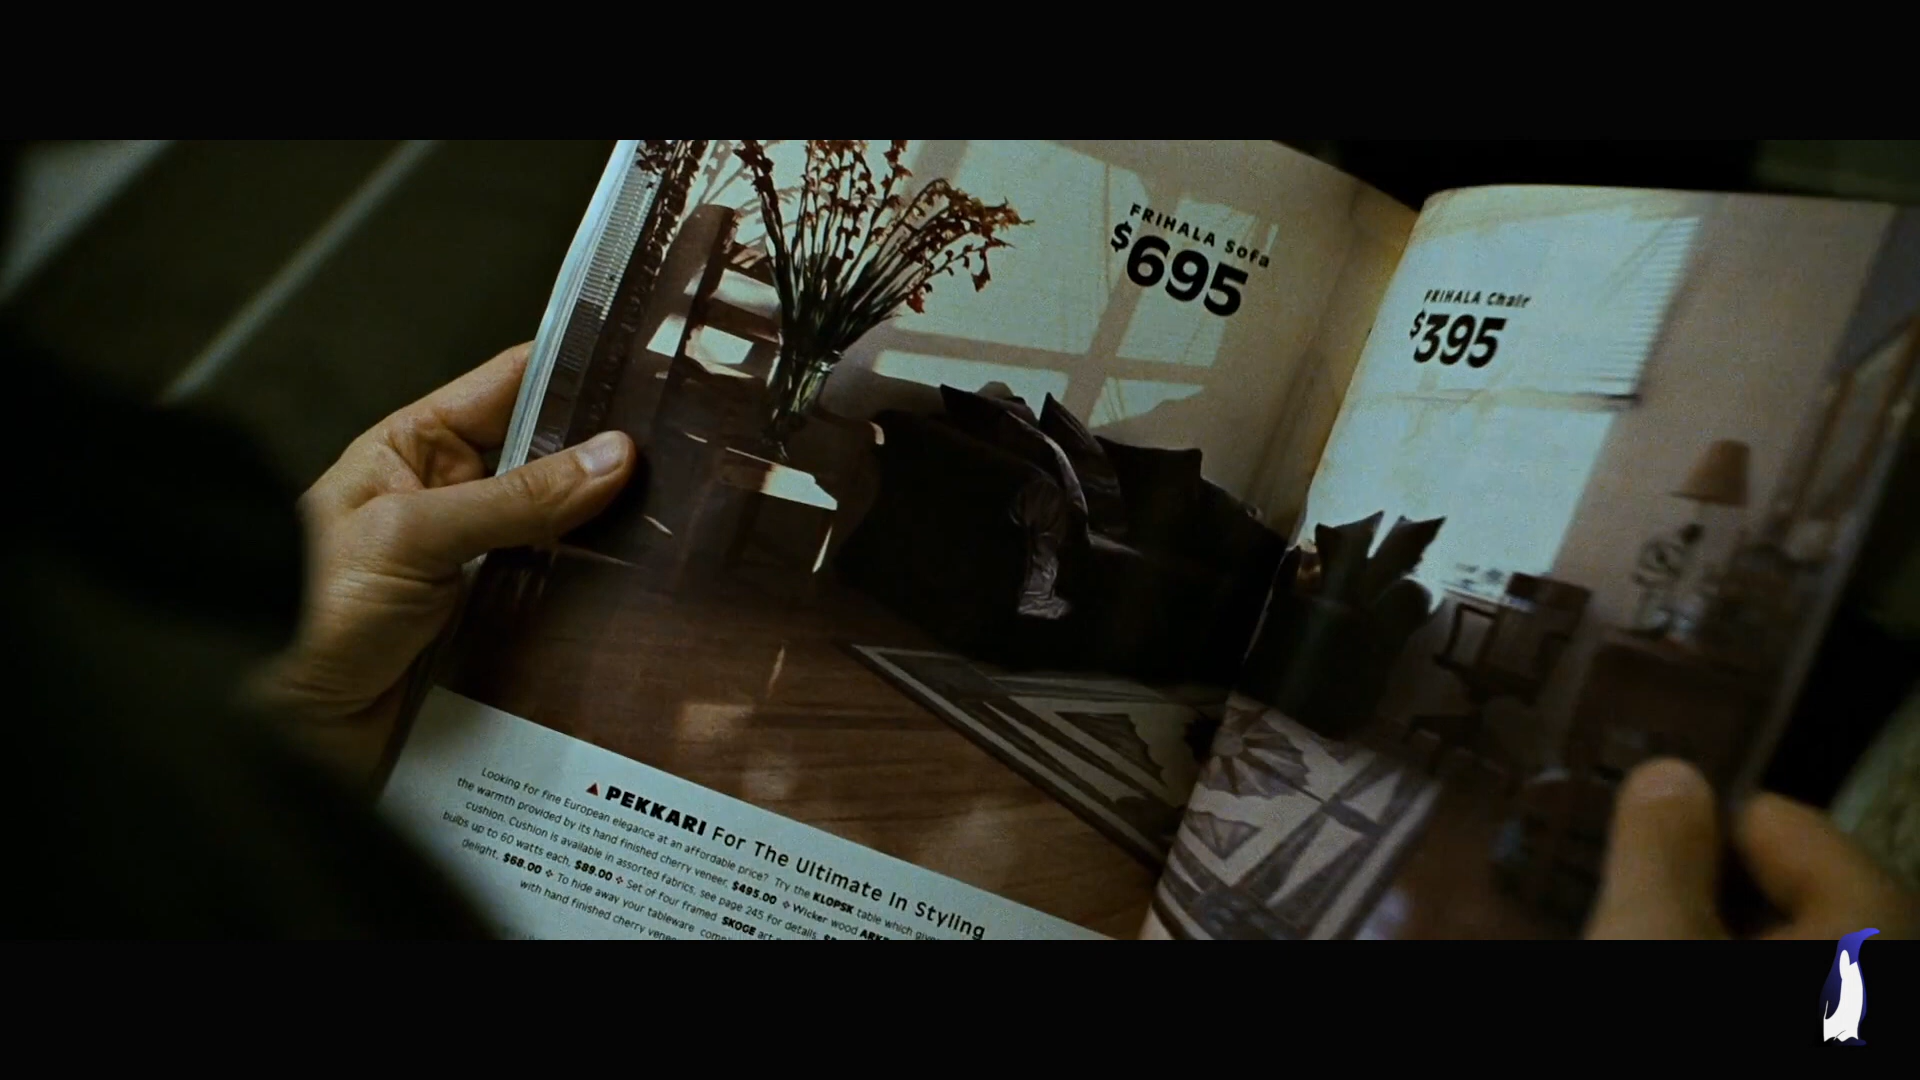 FRIHALA Sofa
$695
FRIHALA Chair
$395
PEKKARI For The Ultimate In Styling
Looking for fine European elegance at an affordable price? Try the KLOPSK table which
the warmth provided by its hand finished cherry veneer. $495.00 ✧ Wicker wood
cushion. Cushion is available in assorted fabrics, see page 245 for details.
bulbs up to 60 watts each. $89.00 ✧ Set of four framed SKOGE art
delight. $68.00 ✧ To hide away your tableware
with hand finished cherry